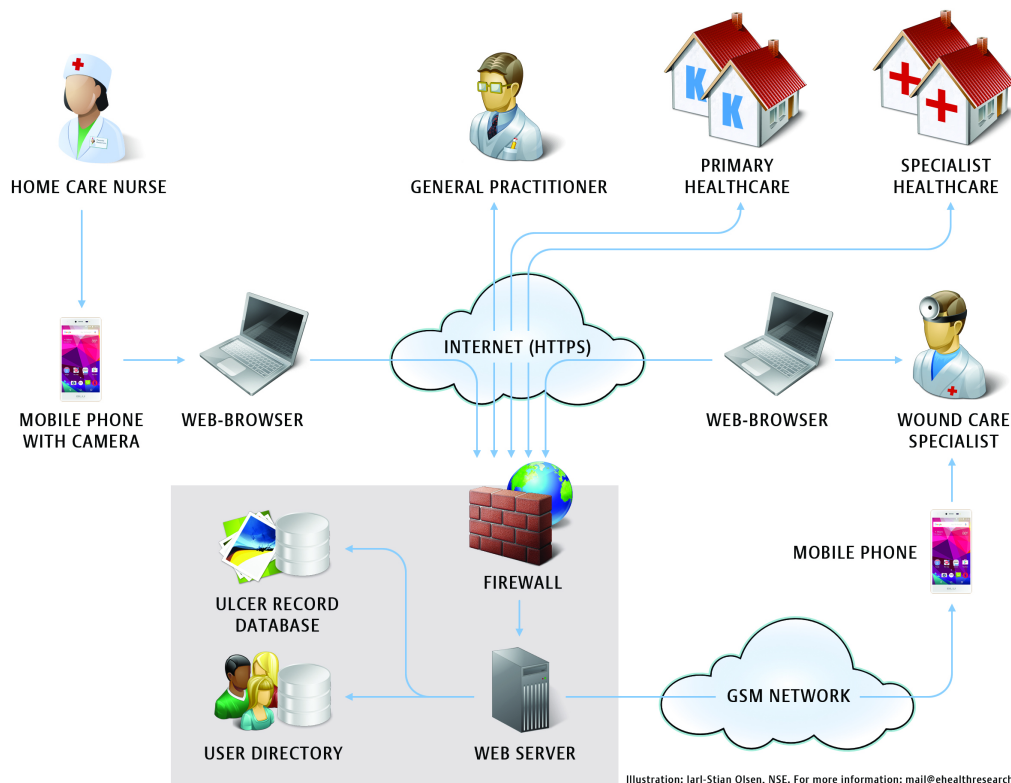 HOME CARE NURSE
GENERAL PRACTITIONER
K
K
PRIMARY
HEALTHCARE
SPECIALIST
HEALTHCARE
INTERNET (HTTPS)
MOBILE PHONE
WITH CAMERA
WEB-BROWSER
WEB-BROWSER
WOUND CARE
SPECIALIST
MOBILE PHONE
FIREWALL
ULCER RECORD
DATABASE
USER DIRECTORY
WEB SERVER
GSM NETWORK
Illustration: Jarl-Stian Olsen, NSE. For more information: mail@ehealthresearch